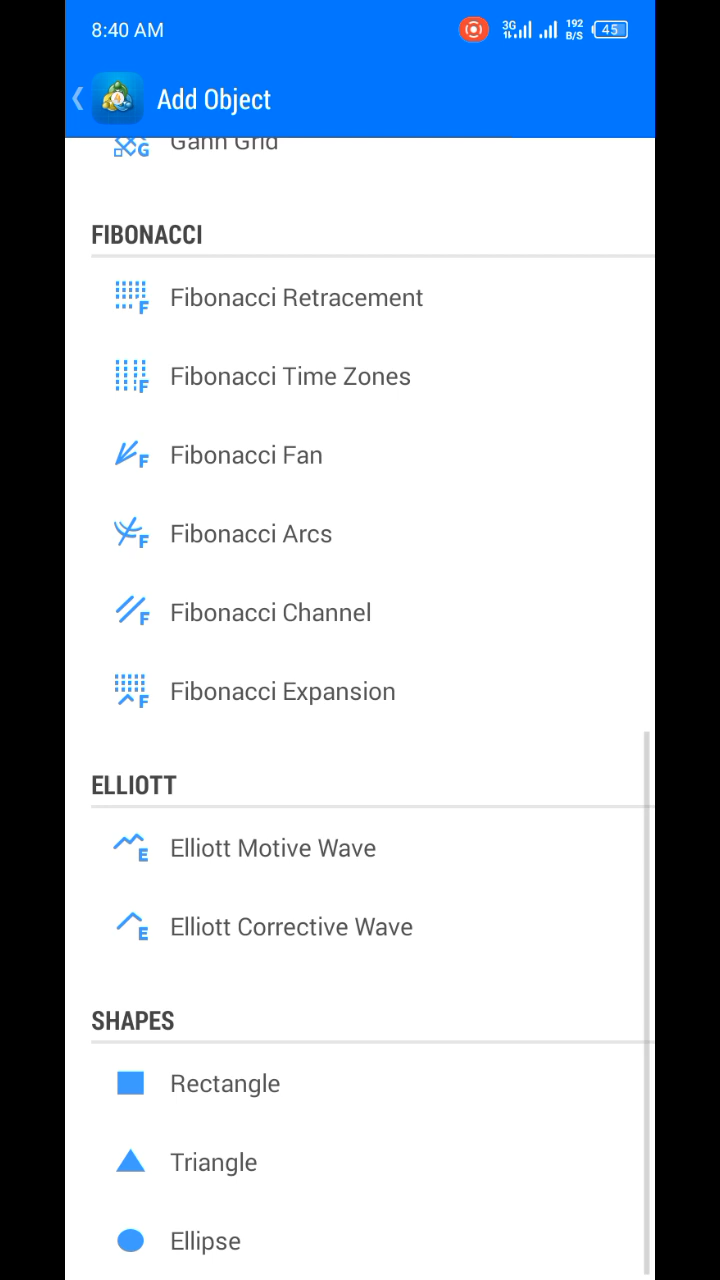 8:40 AM
3G
192
B/S
45
Add Object
Gann Grid
FIBONACCI
Fibonacci Retracement
Fibonacci Time Zones
Fibonacci Fan
Fibonacci Arcs
Fibonacci Channel
Fibonacci Expansion
ELLIOTT
Elliott Motive Wave
Elliott Corrective Wave
SHAPES
Rectangle
Triangle
Ellipse